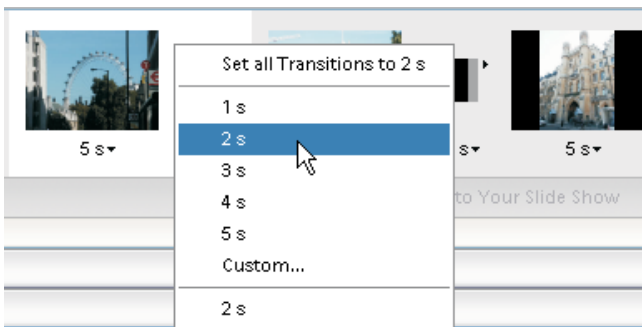 Set all Transitions to 2 s
1 s
2 s
3 s
4 s
5 s
Custom...
2 s
5 s
s
5 s
to Your Slide Show